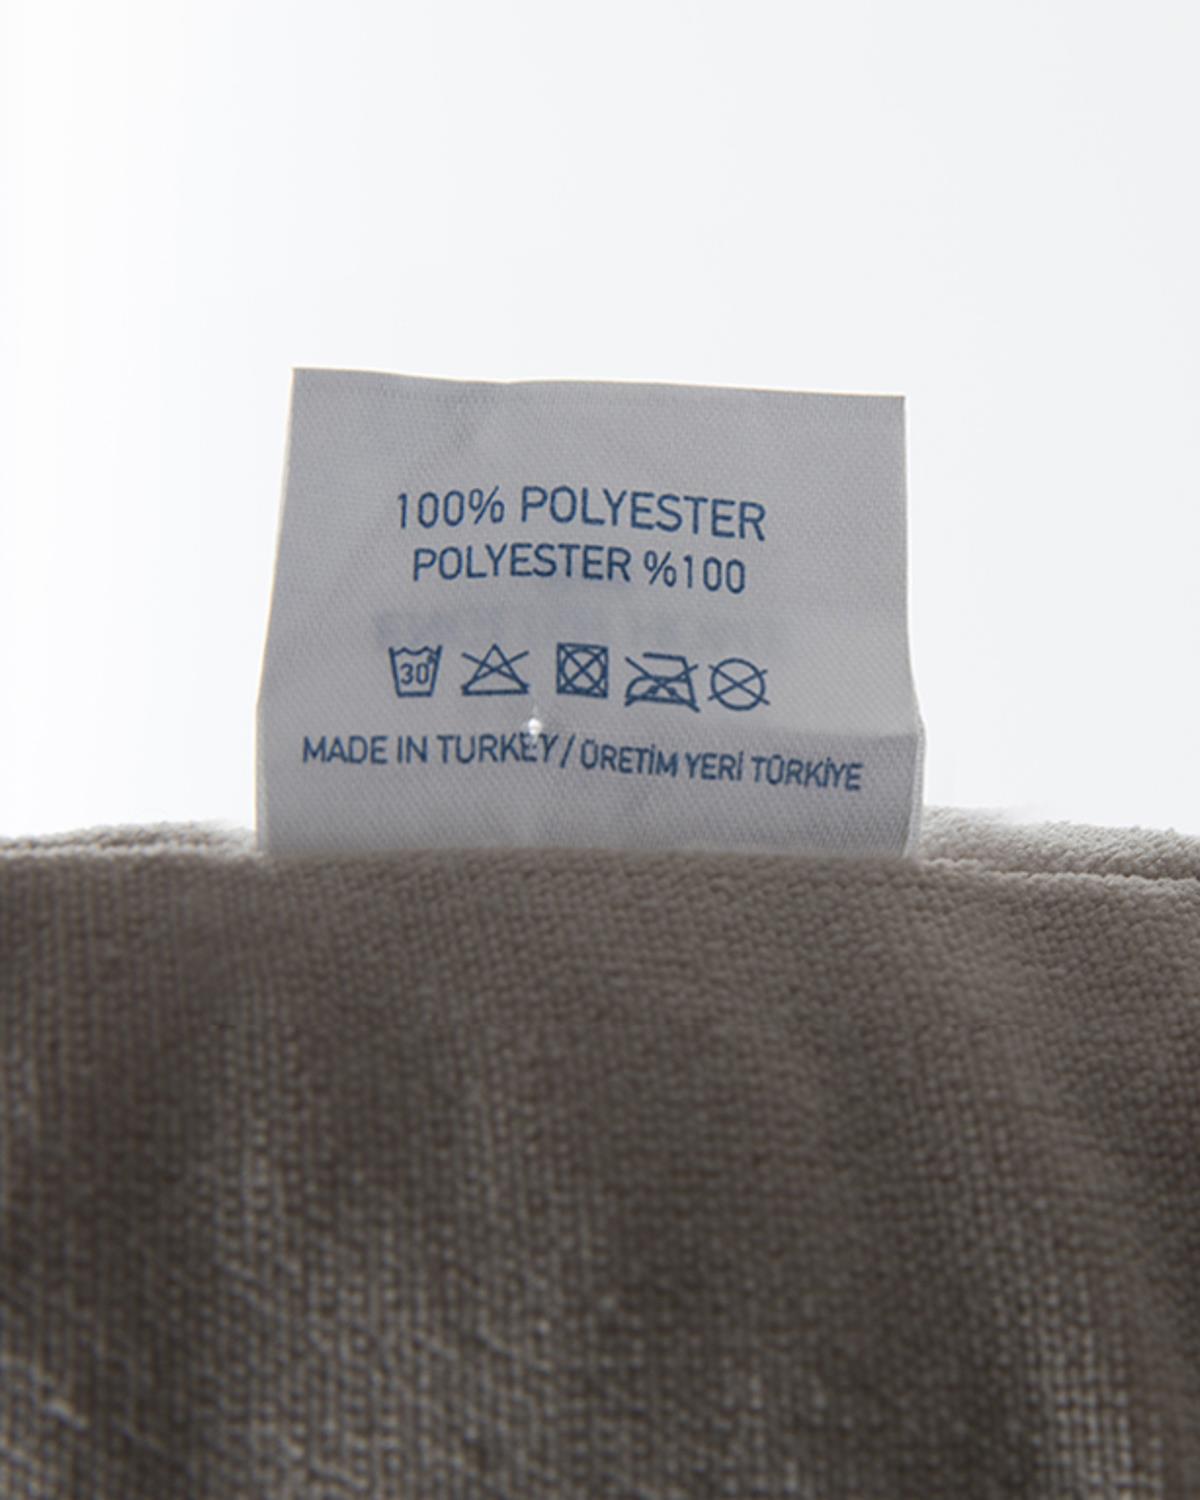 100% POLYESTER
POLYESTER %100
30°
MADE IN TURKEY / ÜRETİM YERİ TÜRKİYE